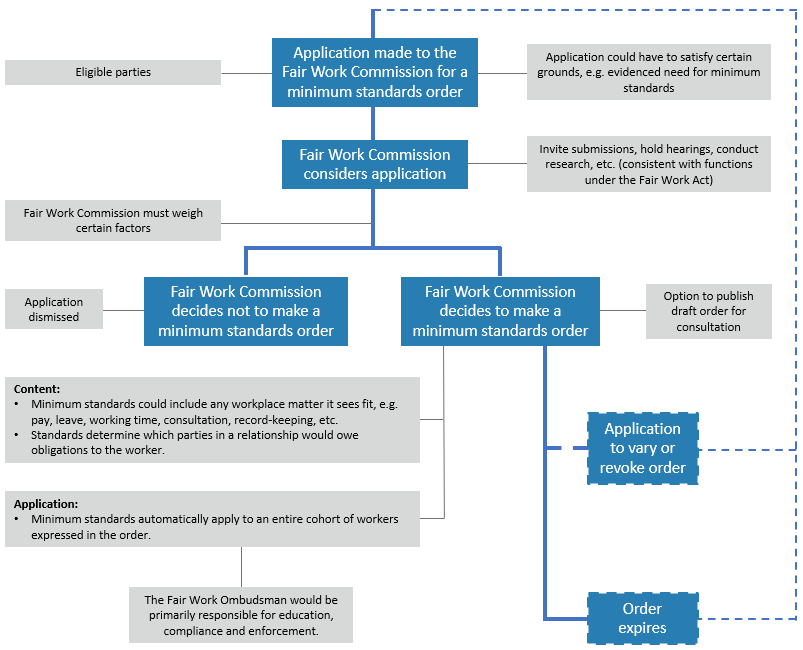 Application made to the
Fair Work Commission for a
minimum standards order
Eligible parties
Application could have to satisfy certain
grounds, e.g. evidenced need for minimum
standards
Fair Work Commission
considers application
Invite submissions, hold hearings, conduct
research, etc. (consistent with functions
under the Fair Work Act)
Fair Work Commission must weigh
certain factors
Application
dismissed
Fair Work Commission
decides not to make a
minimum standards order
Fair Work Commission
decides to make a
minimum standards order
Option to publish
draft order for
consultation
Content:
• Minimum standards could include any workplace matter it sees fit, e.g.
pay, leave, working time, consultation, record-keeping, etc.
• Standards determine which parties in a relationship would owe
obligations to the worker.
Application
to vary or
revoke order
Application:
• Minimum standards automatically apply to an entire cohort of workers
expressed in the order.
The Fair Work Ombudsman would be
primarily responsible for education,
compliance and enforcement.
Order
expires